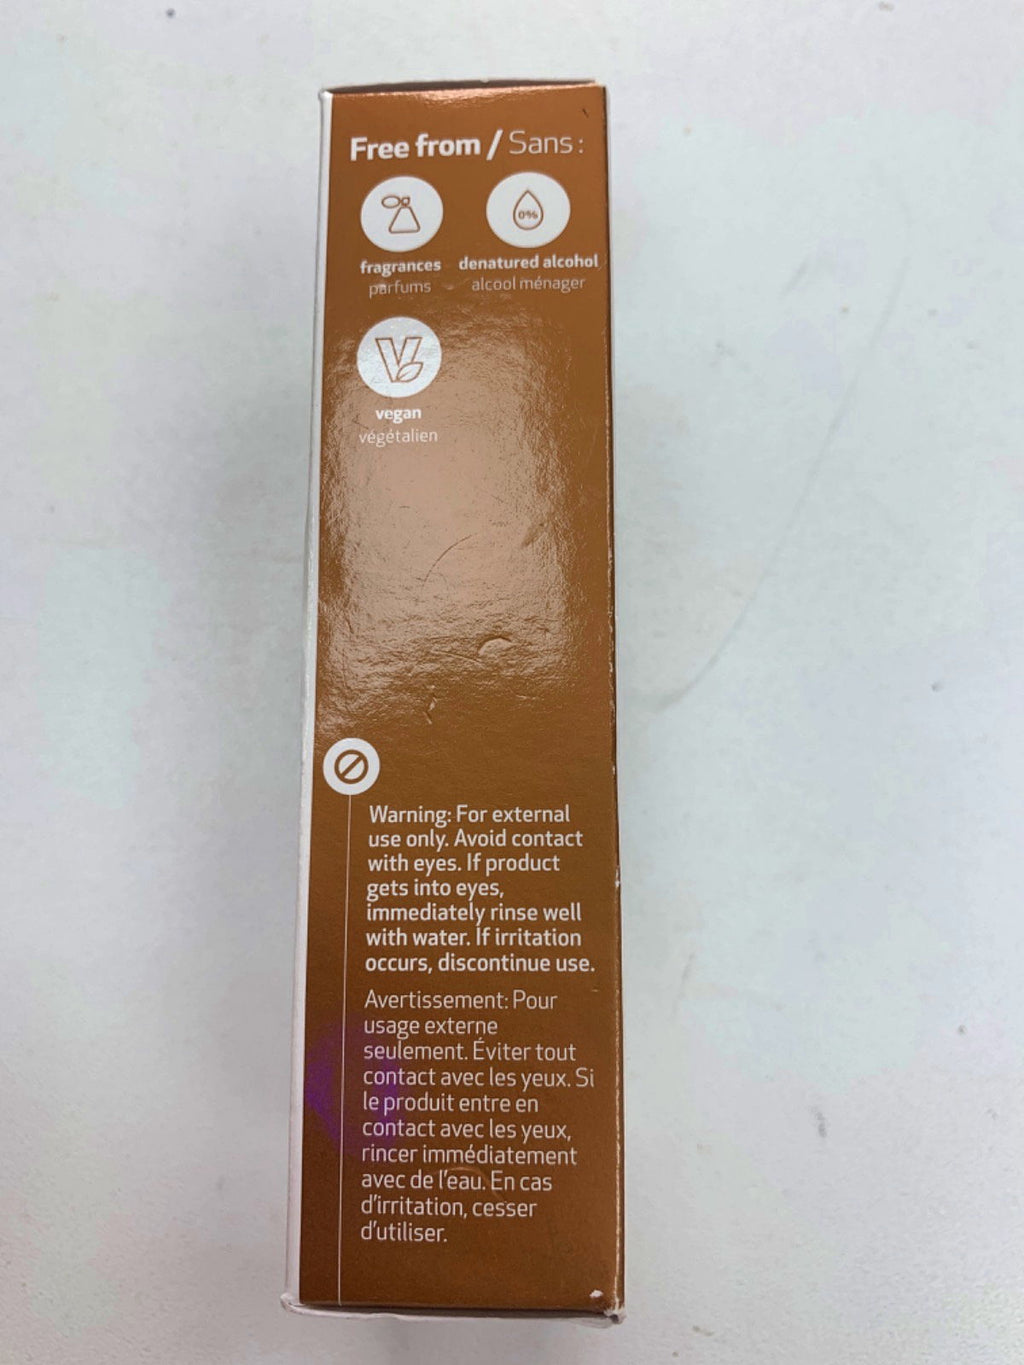 Free from / Sans :
0%
fragrances denatured alcohol
parfums alcool ménager
vegan
végétalien
Warning: For external
use only. Avoid contact
with eyes. If product
gets into eyes,
immediately rinse well
with water. If irritation
occurs, discontinue use.
Avertissement: Pour
usage externe
seulement. Éviter tout
contact avec les yeux. Si
le produit entre en
contact avec les yeux,
rincer immédiatement
avec de l'eau. En cas
d'irritation, cesser
d'utiliser.